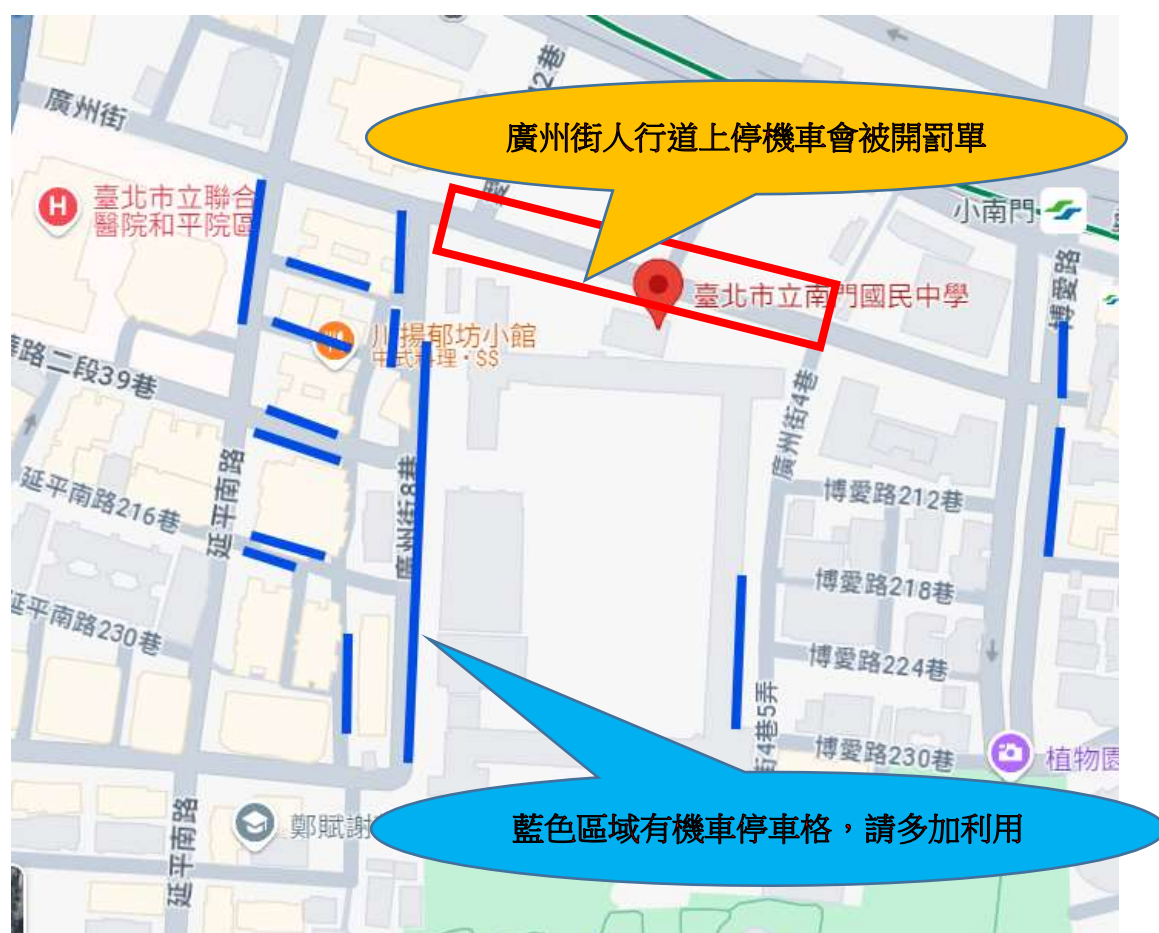 廣州街
廣州街人行道上停機車會被開罰單
小南門
臺北市立聯合
醫院和平院區
博愛路
臺北市立南門國民中學
川揚郁坊小館
中式料理・$$
路二段39巷
廣州街4巷
延平南路
延平南路216巷
廣州街8巷
博愛路212巷
博愛路218巷
延平南路230巷
博愛路224巷
街4巷5弄
博愛路230巷
植物園
鄭賦謝
藍色區域有機車停車格，請多加利用
延平南路